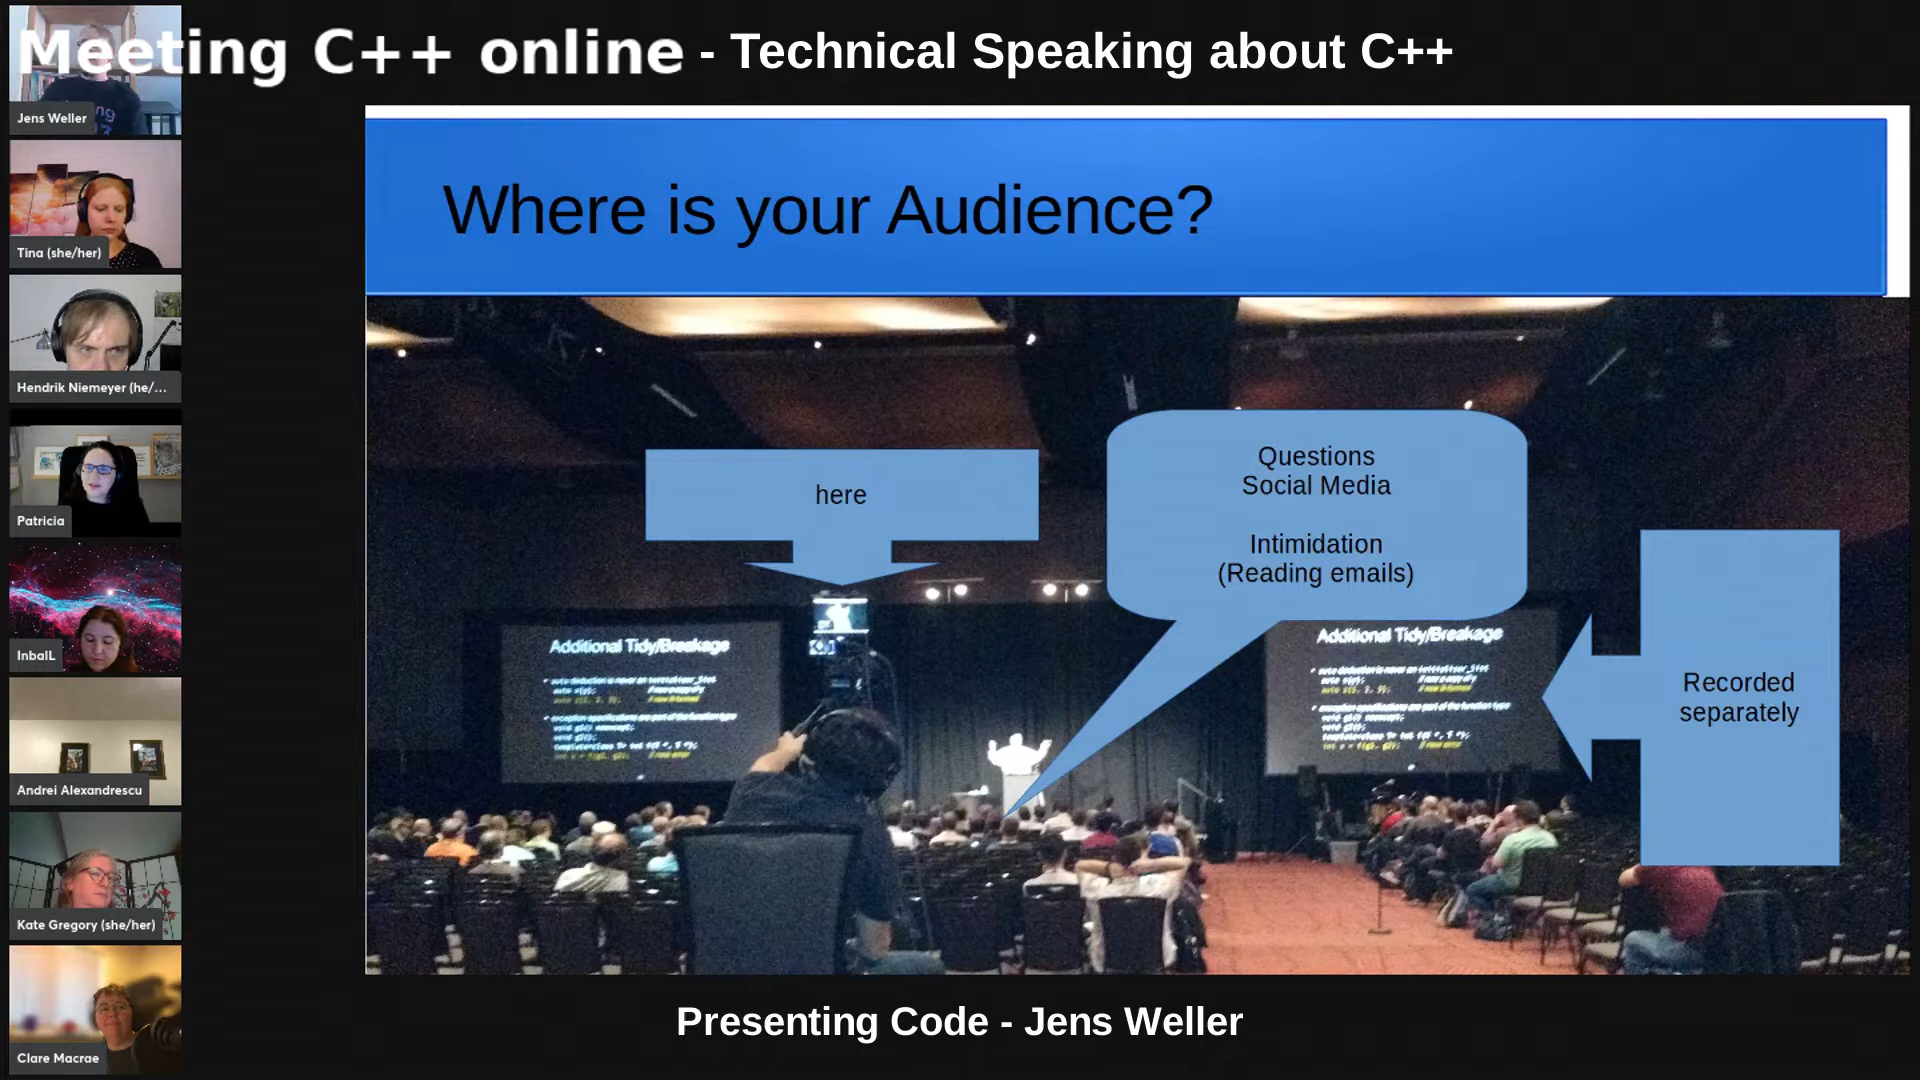 Meeting C++ online - Technical Speaking about C++
Jens Weller
Tina (she/her)
Hendrik Niemeyer (he/...
Patricia
InbalL
Andrei Alexandrescu
Kate Gregory (she/her)
Clare Macrae
Where is your Audience?
here
Questions
Social Media
Intimidation
(Reading emails)
Recorded
separately
Additional Tidy/Breakage
Additional Tidy/Breakage
Presenting Code - Jens Weller